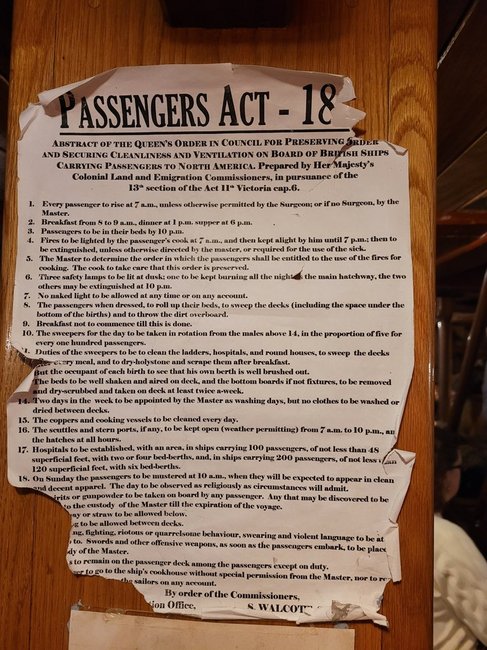 PASSENGERS ACT - 18
ABSTRACT OF THE QUEEN'S ORDER IN COUNCIL FOR PRESERVING ORDER
AND SECURING CLEANLINESS AND VENTILATION ON BOARD OF BRITISH SHIPS
CARRYING PASSENGERS TO NORTH AMERICA. PREPARED BY HER MAJESTY'S
COLONIAL LAND AND EMIGRATION COMMISSIONERS, in pursuance of the
13th section of the Act 11th Victoria cap.6.
1. Every passenger to rise at 7 a.m., unless otherwise permitted by the Surgeon; or if no Surgeon, by the
Master.
2. Breakfast from 8 to 9 a.m., dinner at 1 p.m. supper at 6 p.m.
3. Passengers to be in their beds by 10 p.m.
4. Fires to be lighted by the passenger's cook at 7 a.m., and then kept alight by him until 7 p.m.; then to
be extinguished, unless otherwise directed by the master, or required for the use of the sick.
5. The Master to determine the order in which the passengers shall be entitled to the use of the fires for
cooking. The cook to take care that this order is preserved.
6. Three safety lamps to be lit at dusk; one to be kept burning all the night the main hatchway, the two
others may be extinguished at 10 p.m.
7. No naked light to be allowed at any time or on any account.
8. The passengers when dressed, to roll up their beds, to sweep the decks (including the space under
the bottom of the births) and to throw the dirt overboard.
9. Breakfast not to commence till this is done.
10. The sweepers for the day to be taken in rotation from the males above 14, in the proportion of five for
every one hundred passengers.
Duties of the sweepers to be to clean the ladders, hospitals, and round houses, to sweep the decks
every meal, and to dry-holystone and scrape them after breakfast.
But the occupant of each birth to see that his own berth is well brushed out.
The beds to be well shaken and aired on deck, and the bottom boards if not fixtures, to be removed
and dry-scrubbed and taken on deck at least twice a-week.
14. Two days in the week to be appointed by the Master as washing days, but no clothes to be washed or
dried between decks.
15. The coppers and cooking vessels to be cleaned every day.
16. The scuttles and stern ports, if any, to be kept open (weather permitting) from 7 a.m. to 10 p.m., an
the hatches at all hours.
17. Hospitals to be established, with an area, in ships carrying 100 passengers, of not less than 48
superficial feet, with two or four bed-berths, and, in ships carrying 200 passengers, of not less
120 superficial feet, with six bed-berths.
18. On Sunday the passengers to be mustered at 10 a.m., when they will be expected to appear in clean
and decent apparel. The day to be observed as religiously as circumstances will admit.
irits or gunpowder to be taken on board by any passenger. Any that may be discovered to be
to the custody of the Master till the expiration of the voyage.
ay or straw to be allowed below.
g to be allowed between decks.
ng, fighting, riotous or quarrelsome behaviour, swearing and violent language to be at
to. Swords and other offensive weapons, as soon as the passengers embark, to be place
dy of the Master.
to remain on the passenger deck among the passengers except on duty.
er to go to the ship's cookhouse without special permission from the Master, nor to re
the sailors on any account.
By order of the Commissioners,
tion Office, S. WALCOTT